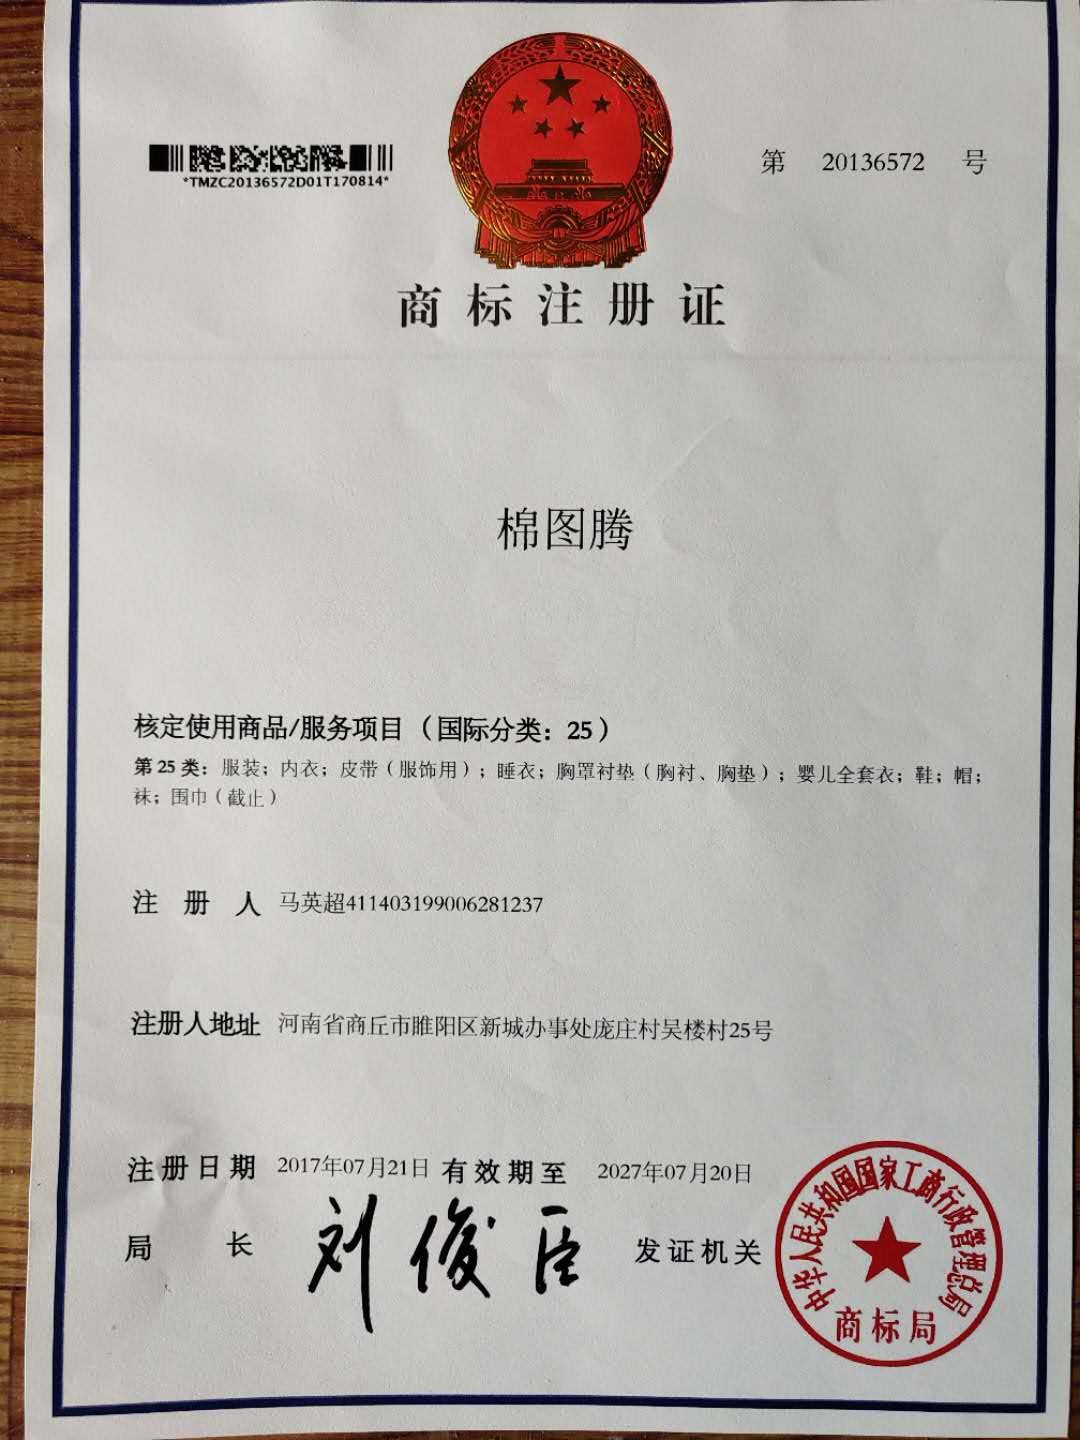 *TMZC20136572D01T170814*
第 20136572 号
商标注册证
棉图腾
核定使用商品/服务项目（国际分类：25）
第25类：服装；内衣；皮带（服饰用）；睡衣；胸罩衬垫（胸衬、胸垫）；婴儿全套衣；鞋；帽；
袜；围巾（截止）
注册人 马英超411403199006281237
注册人地址 河南省商丘市睢阳区新城办事处庞庄村吴楼村25号
注册日期 2017年07月21日 有效期至 2027年07月20日
局长 刘俊臣 发证机关
中华人民共和国国家工商行政管理总局
商标局